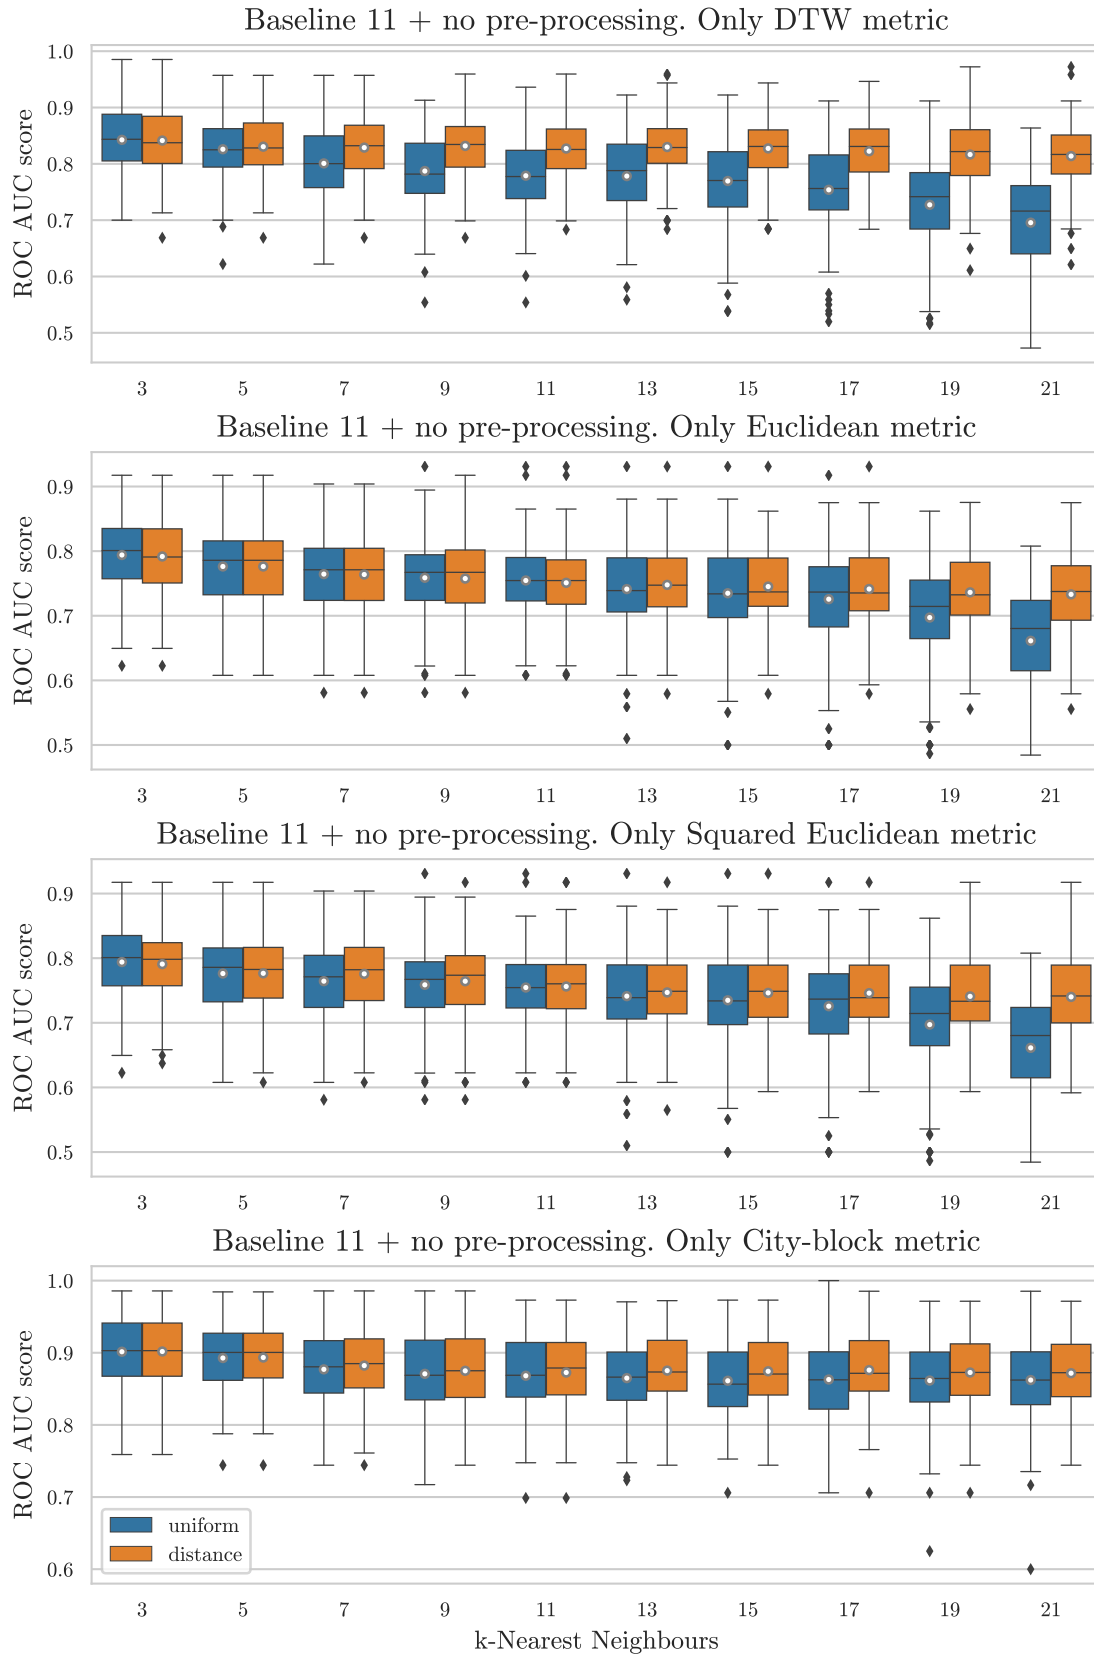 Baseline 11 + no pre-processing. Only DTW metric
ROC AUC score
1.0
0.9
0.8
0.7
0.6
0.5
3 5 7 9 11 13 15 17 19 21
Baseline 11 + no pre-processing. Only Euclidean metric
ROC AUC score
0.9
0.8
0.7
0.6
0.5
3 5 7 9 11 13 15 17 19 21
Baseline 11 + no pre-processing. Only Squared Euclidean metric
ROC AUC score
0.9
0.8
0.7
0.6
0.5
3 5 7 9 11 13 15 17 19 21
Baseline 11 + no pre-processing. Only City-block metric
ROC AUC score
1.0
0.9
0.8
0.7
0.6
uniform
distance
3 5 7 9 11 13 15 17 19 21
k-Nearest Neighbours